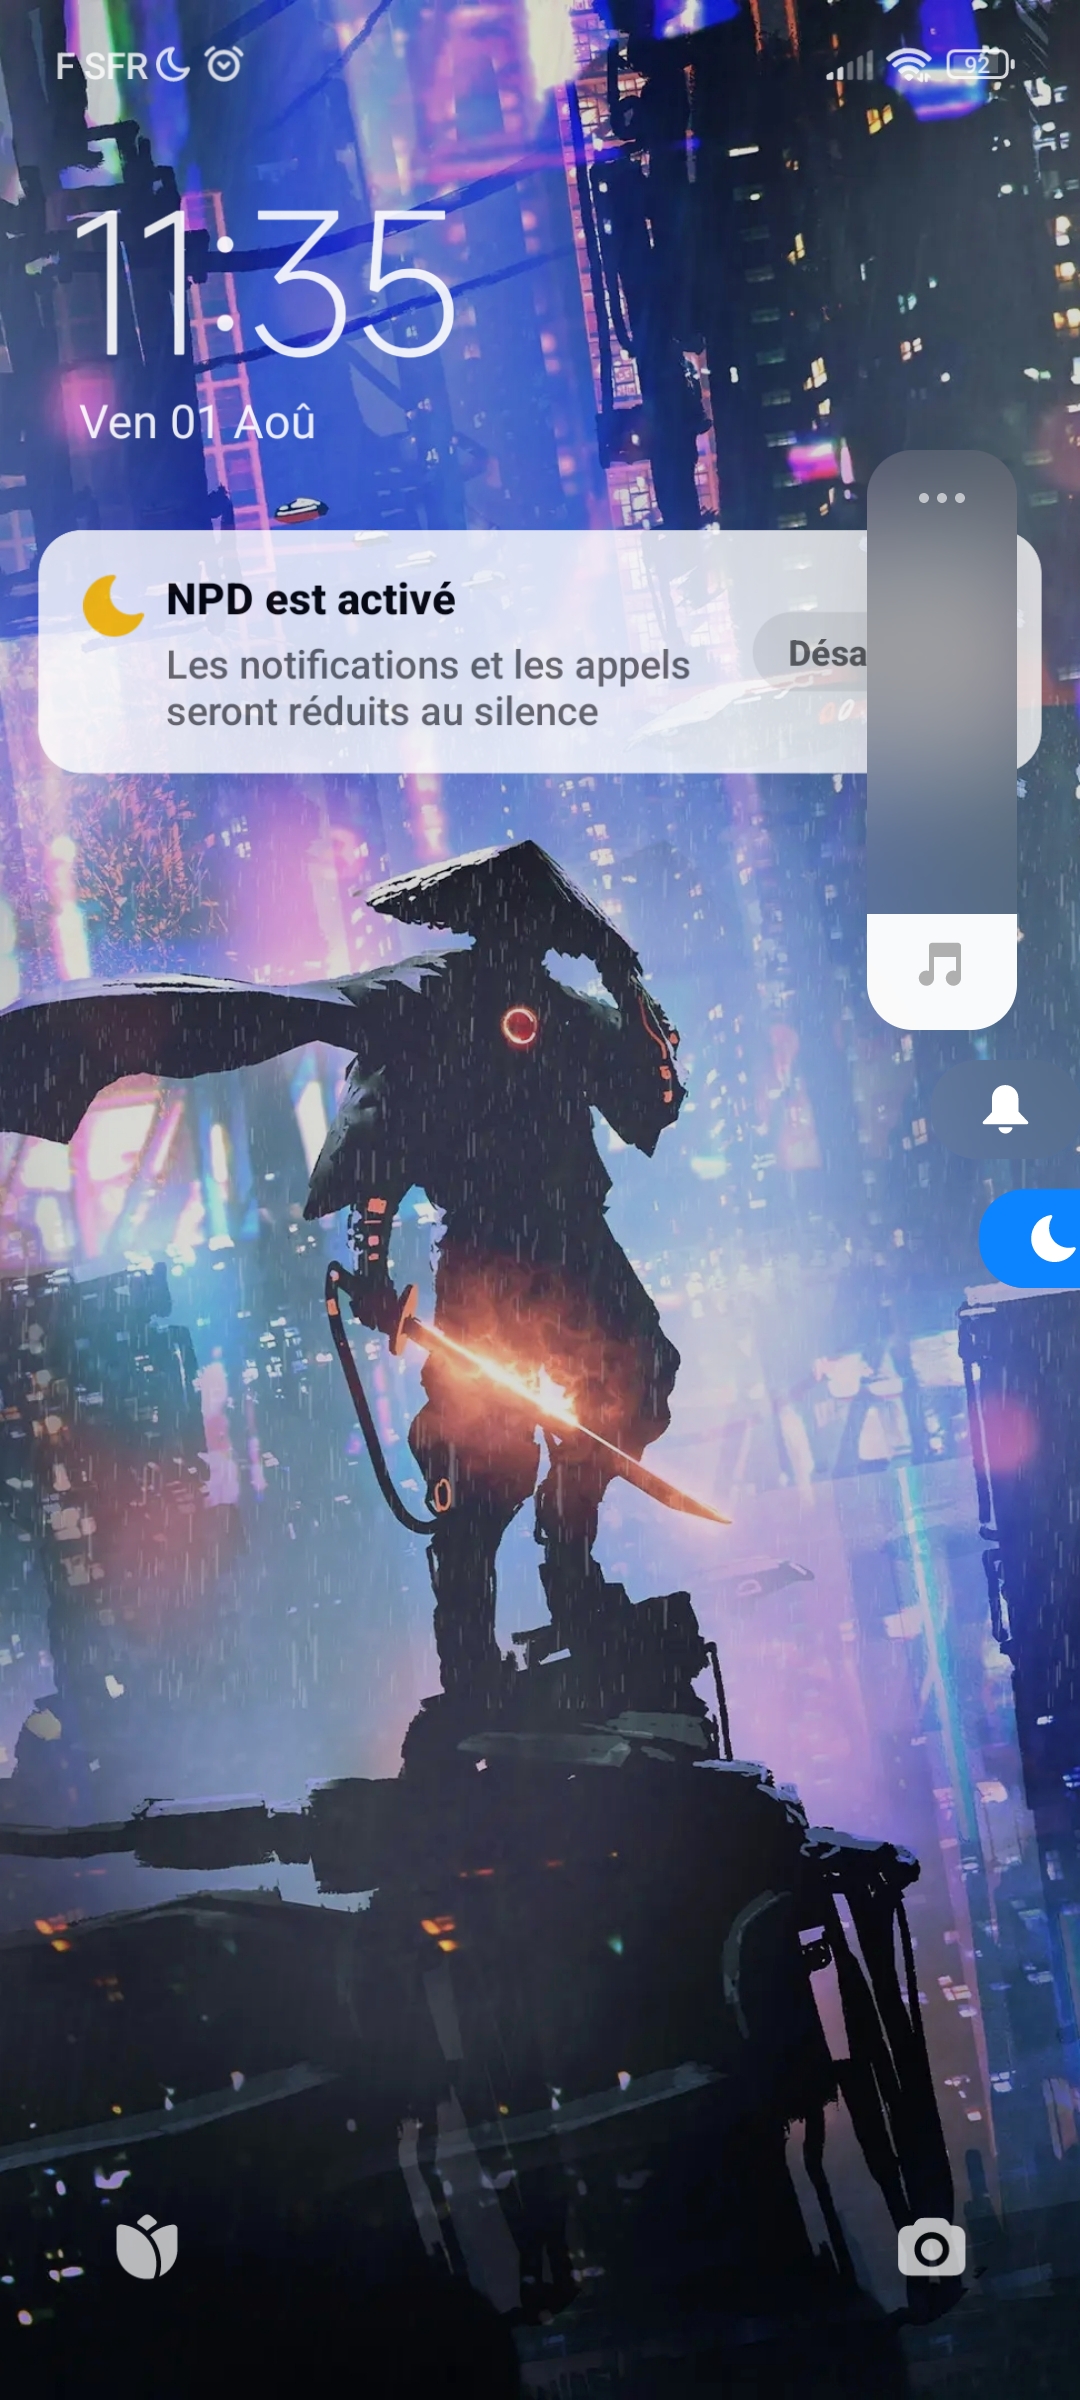 F SFR
92
11:35
Ven 01 Aoû
NPD est activé
Les notifications et les appels
seront réduits au silence
Désa